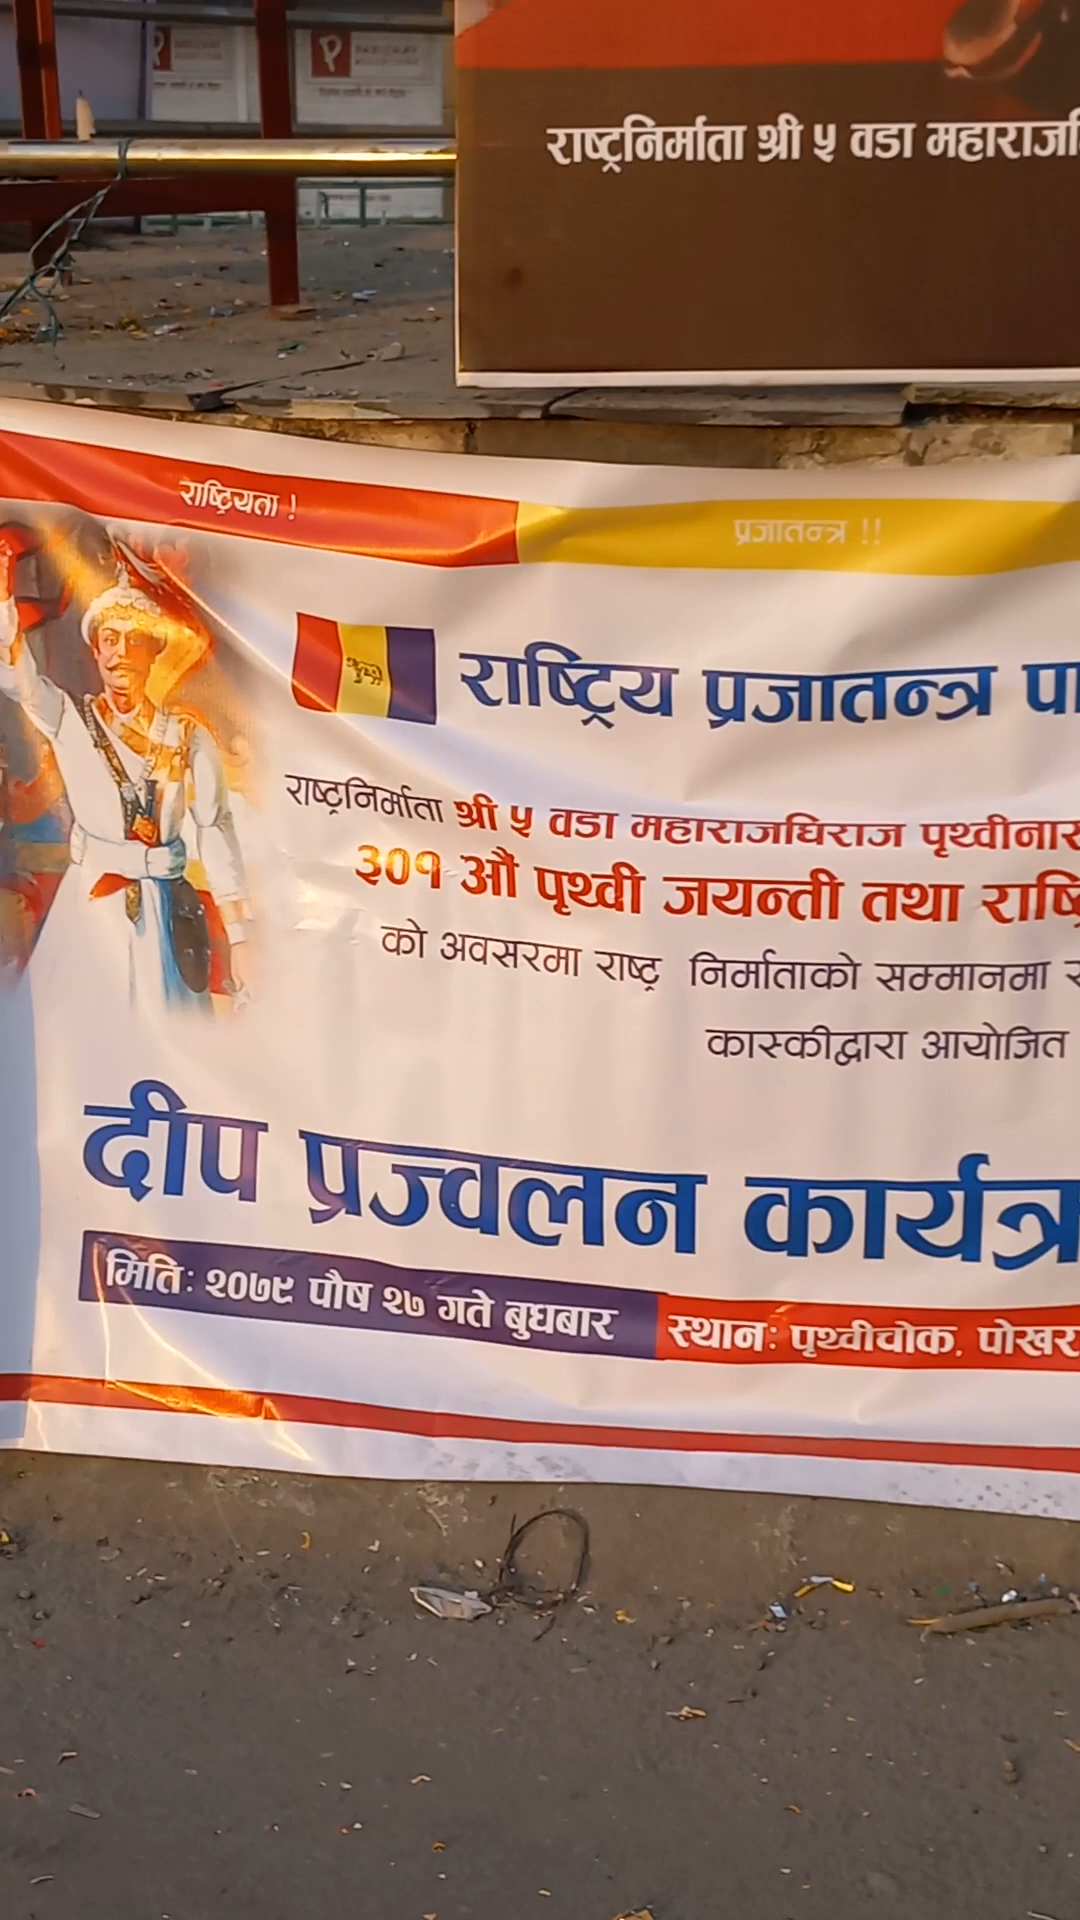 राष्ट्रनिर्माता श्री ५ वडा महाराजधि
राष्ट्रियता !
प्रजातन्त्र !!
राष्ट्रिय प्रजातन्त्र पा
राष्ट्रनिर्माता श्री ५ वडा महाराजधिराज पृथ्वीनार
३०१ औं पृथ्वी जयन्ती तथा राष्ट्रि
को अवसरमा राष्ट्र निर्माताको सम्मानमा
कास्कीद्वारा आयोजित
दीप प्रज्वलन कार्यक्र
मितिः २०७९ पौष २७ गते बुधबार
स्थानः पृथ्वीचोक, पोखर